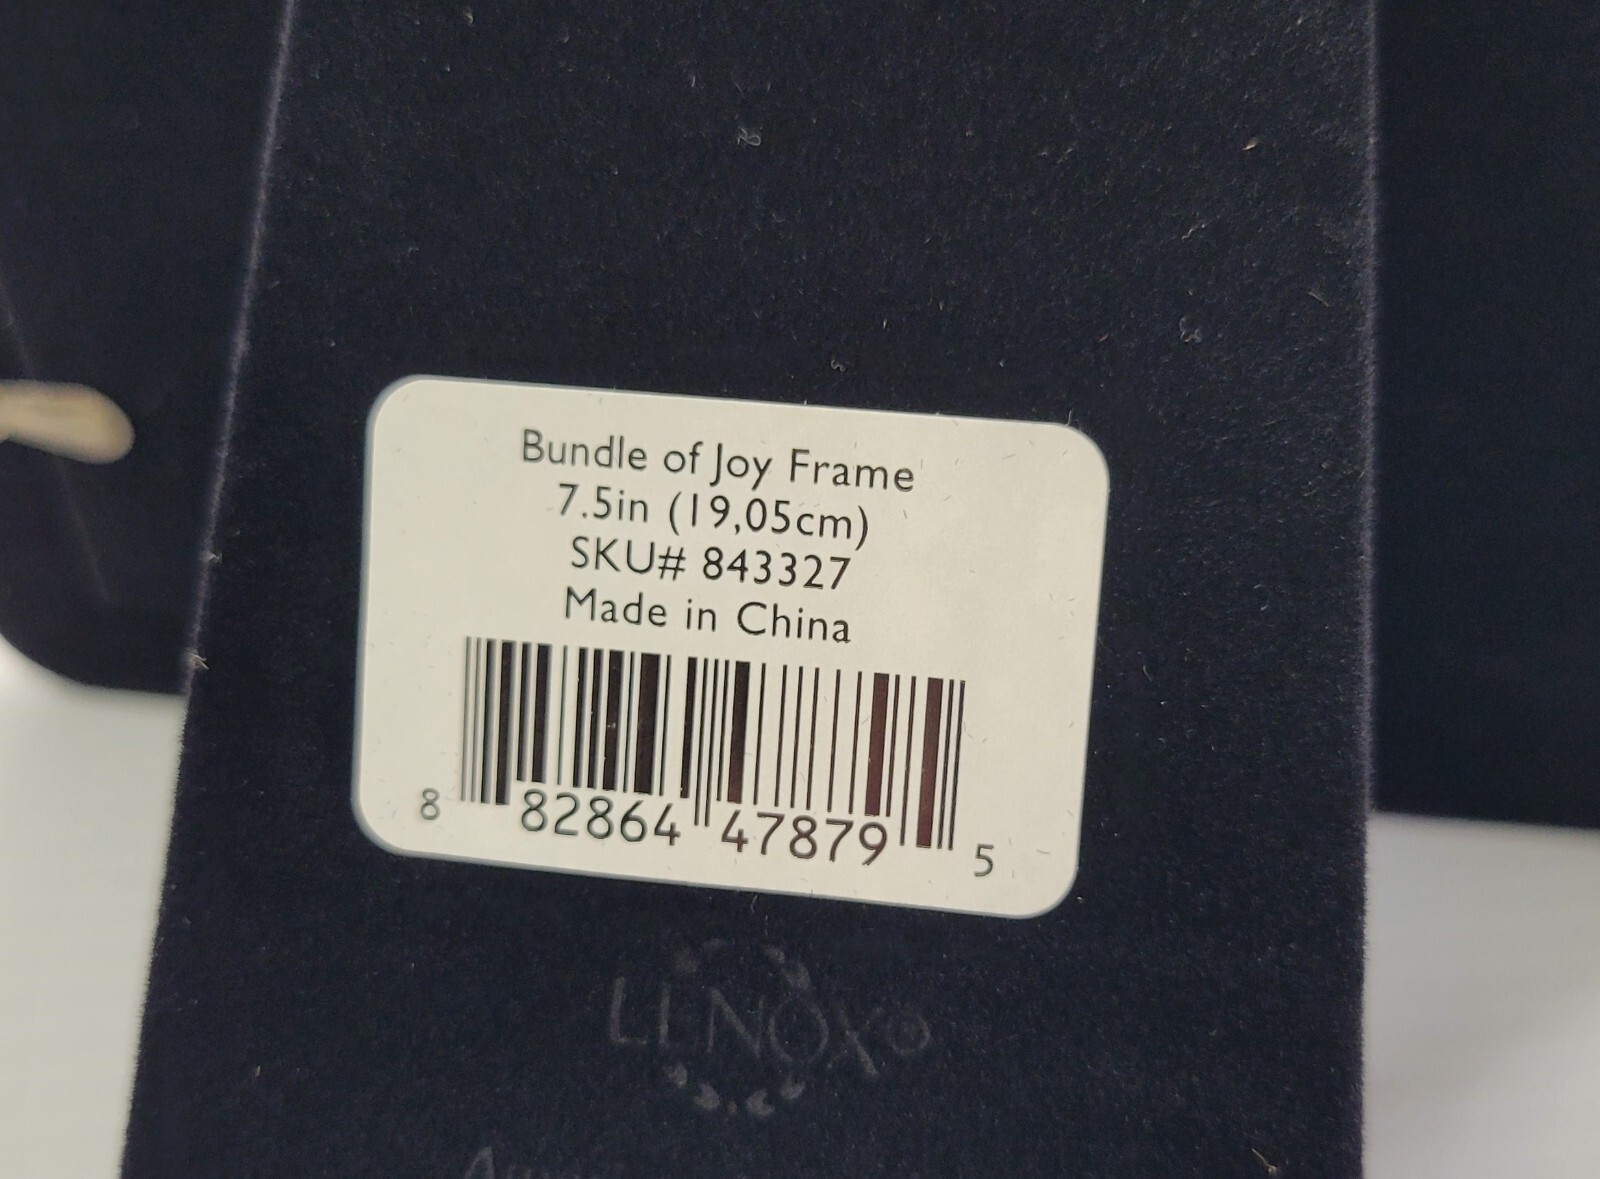 Bundle of Joy Frame
7.5in (19,05cm)
SKU# 843327
Made in China
8 82864 47879 5
LENOX®